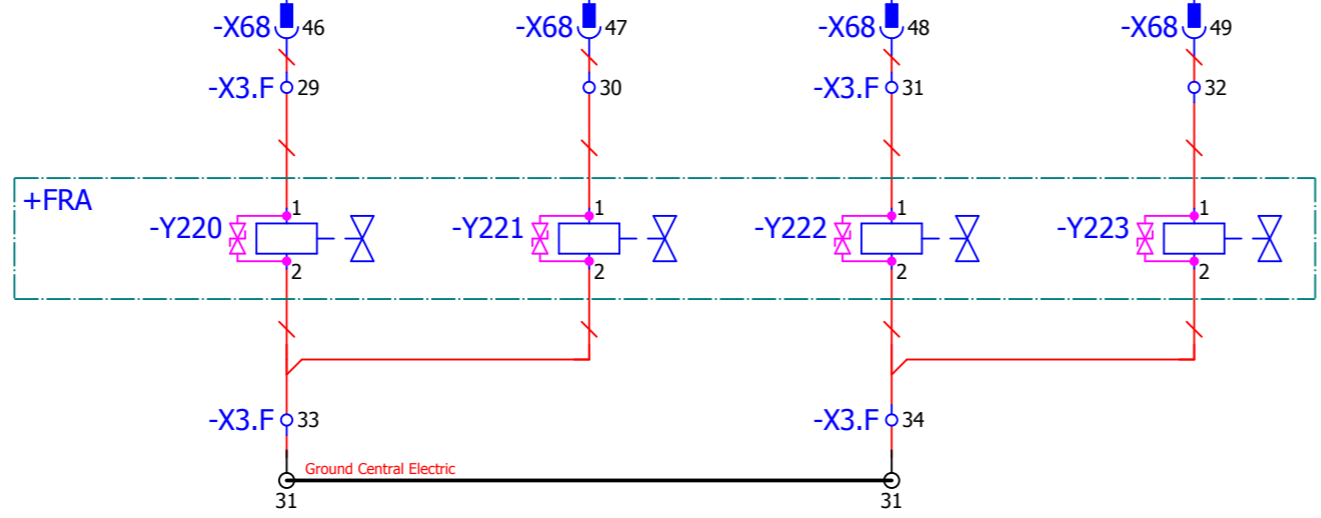 -X68 46 -X68 47 -X68 48 -X68 49
-X3.F 29 30 -X3.F 31 32
+FRA
1 1 1 1
-Y220 -Y221 -Y222 -Y223
2 2 2 2
-X3.F 33 -X3.F 34
Ground Central Electric
31 31